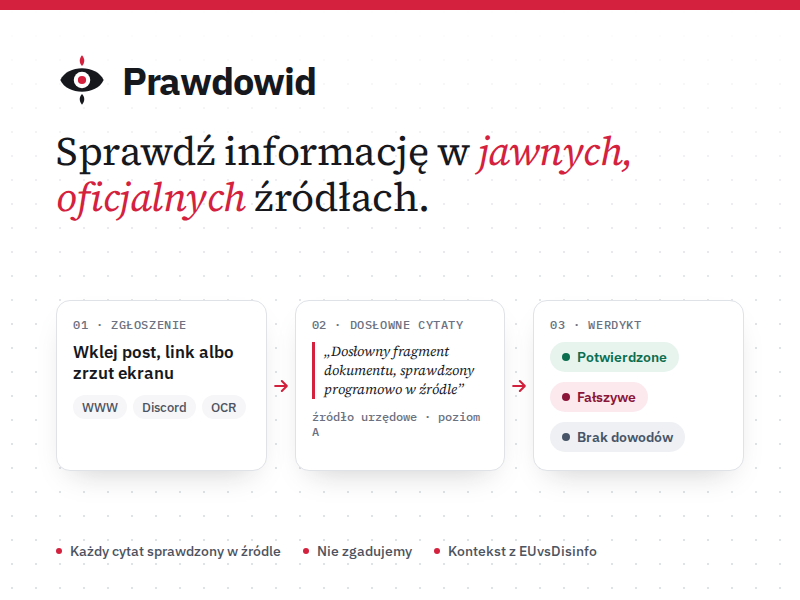 Prawdowid
Sprawdź informację w jawnych,
oficjalnych źródłach.
01 · ZGŁOSZENIE
Wklej post, link albo
zrzut ekranu
WWW
Discord
OCR
02 · DOSŁOWNE CYTATY
„Dosłowny fragment
dokumentu, sprawdzony
programowo w źródle”
źródło urzędowe · poziom
A
03 · WERDYKT
Potwierdzone
Fałszywe
Brak dowodów
Każdy cytat sprawdzony w źródle
Nie zgadujemy
Kontekst z EUvsDisinfo